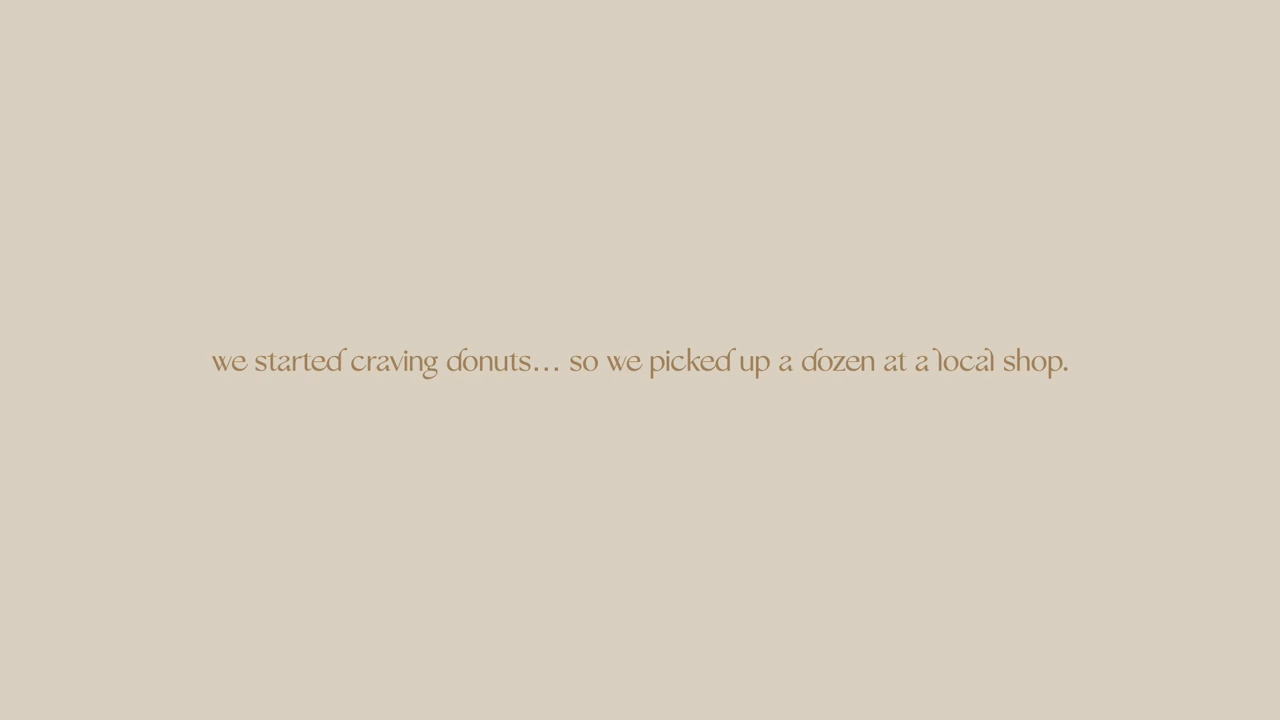 we started craving donuts... so we picked up a dozen at a local shop.